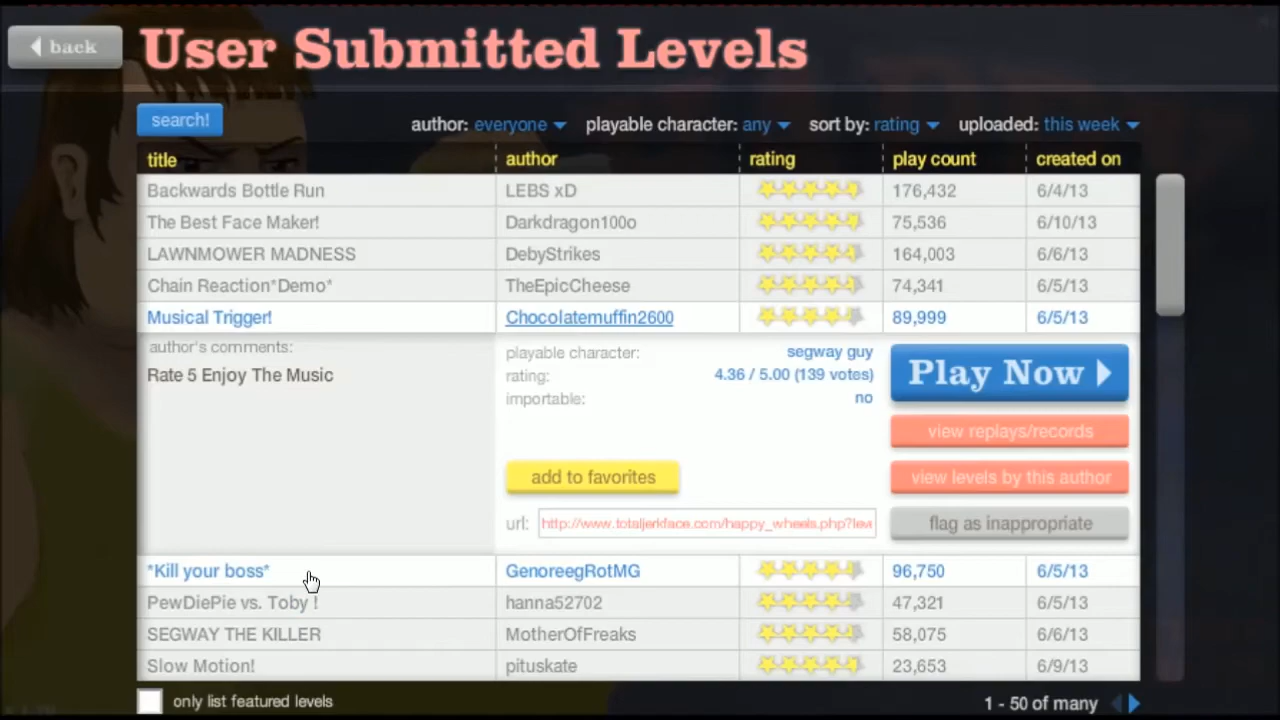 back
User Submitted Levels
search!
author: everyone playable character: any sort by: rating uploaded: this week
title author rating play count created on
Backwards Bottle Run LEBS xD 176,432 6/4/13
The Best Face Maker! Darkdragon100o 75,536 6/10/13
LAWNMOWER MADNESS DebyStrikes 164,003 6/6/13
Chain Reaction*Demo* TheEpicCheese 74,341 6/5/13
Musical Trigger! Chocolatemuffin2600 89,999 6/5/13
author's comments:
Rate 5 Enjoy The Music
playable character: segway guy
rating: 4.36 / 5.00 (139 votes)
importable: no
add to favorites
url: http://www.totaljerkface.com/happy_wheels.php?leve
Play Now
view replays/records
view levels by this author
flag as inappropriate
*Kill your boss* GenoreegRotMG 96,750 6/5/13
PewDiePie vs. Toby ! hanna52702 47,321 6/5/13
SEGWAY THE KILLER MotherOfFreaks 58,075 6/6/13
Slow Motion! pituskate 23,653 6/9/13
only list featured levels
1 - 50 of many